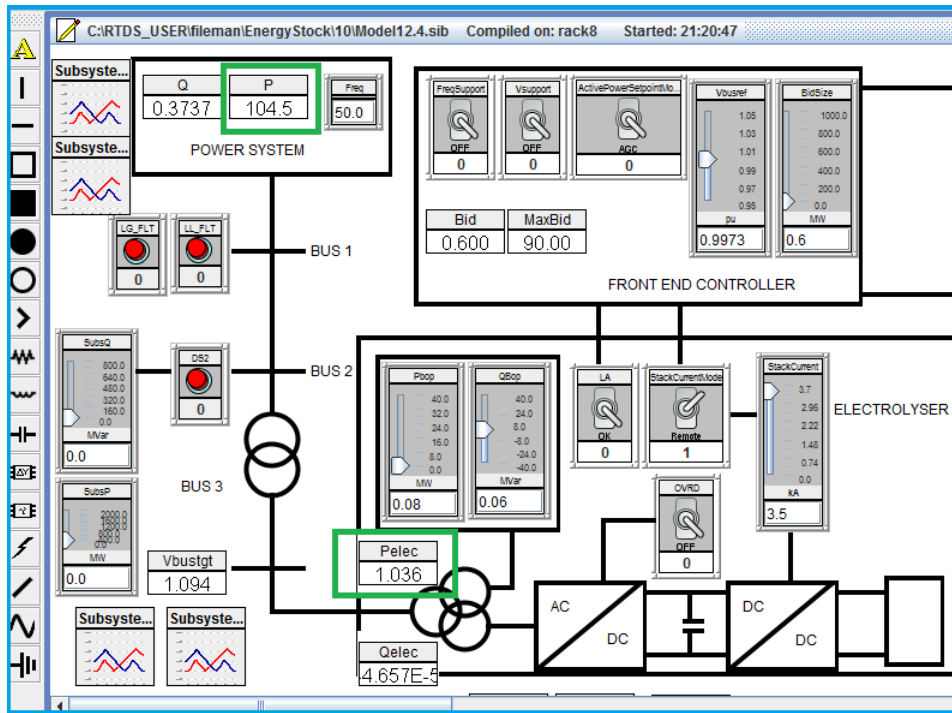 C:\RTDS_USER\fileman\EnergyStock\10\Model12.4.sib Compiled on: rack8 Started: 21:20:47
A
Subsyste...
Subsyste...
Q
0.3737
P
104.5
Freq
50.0
POWER SYSTEM
LG_FLT
0
LL_FLT
0
BUS 1
FreqSupport
OFF
0
Vsupport
OFF
0
ActivePowerSetpointMo...
AGC
0
Vbusref
1.05
1.03
1.01
0.99
0.97
0.95
pu
0.9973
BidSize
1000.0
800.0
600.0
400.0
200.0
0.0
MW
0.6
Bid
0.600
MaxBid
90.00
FRONT END CONTROLLER
SubsQ
800.0
640.0
480.0
320.0
160.0
0.0
MVar
0.0
DS2
0
BUS 2
BUS 3
SubsP
2000.0
MW
0.0
Vbustgt
1.094
Subsyste...
Subsyste...
Pbop
40.0
32.0
24.0
16.0
8.0
0.0
MW
0.08
QBop
40.0
24.0
8.0
-8.0
-24.0
-40.0
MVar
0.06
LA
OK
0
StackCurrentMode
Remote
1
StackCurrent
3.7
2.96
2.22
1.48
0.74
0.0
kA
3.5
ELECTROLYSER
OVRD
OFF
0
Pelec
1.036
Qelec
-4.657E-5
AC
DC
DC
DC